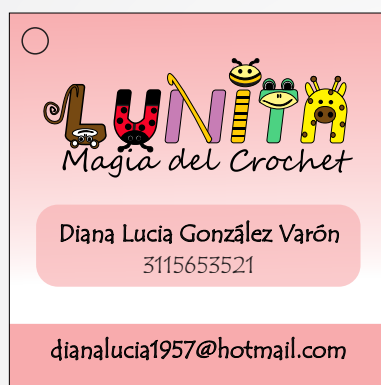 LUNITA
Magia del Crochet
Diana Lucia González Varón
3115653521
dianalucia1957@hotmail.com